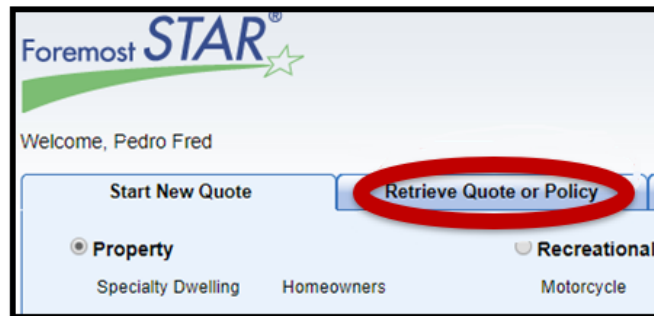 Foremost STAR®
Welcome, Pedro Fred
Start New Quote Retrieve Quote or Policy
Property Recreational
Specialty Dwelling Homeowners Motorcycle